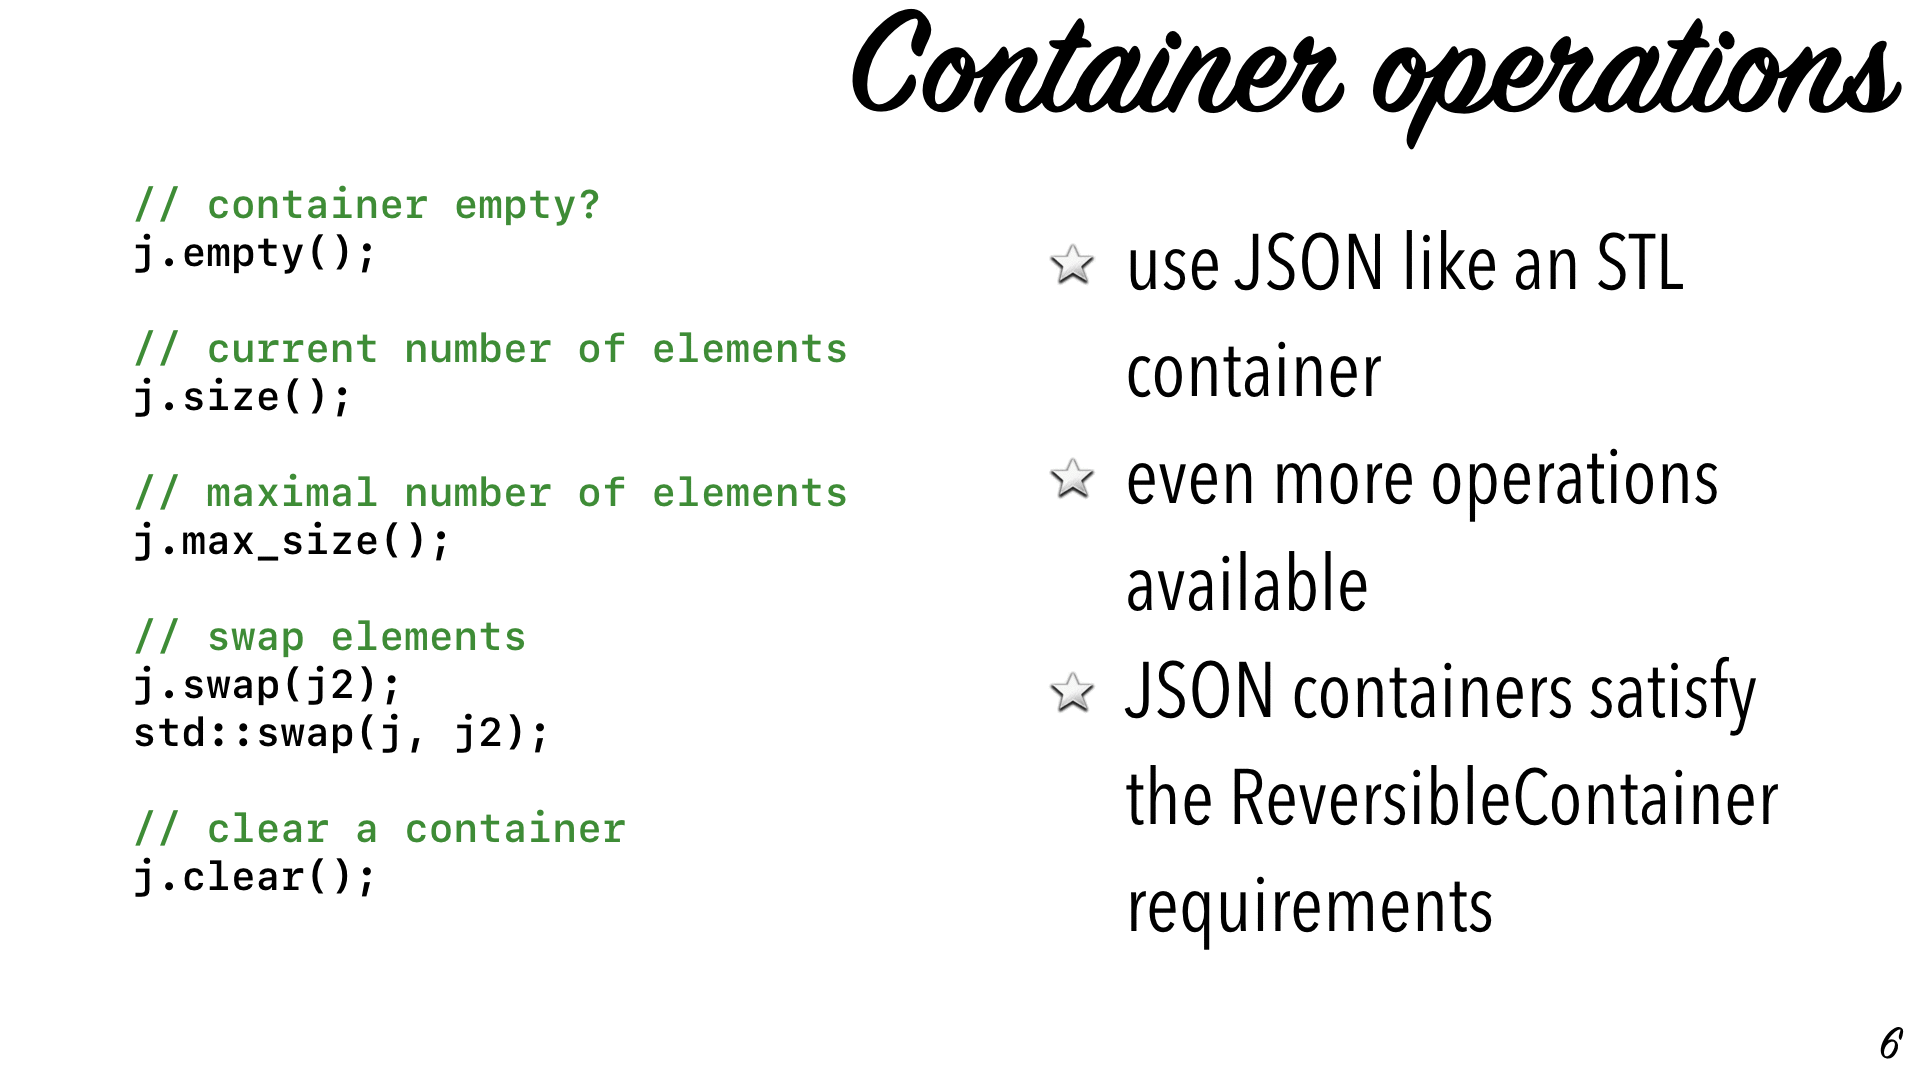 Container operations
// container empty?
j.empty();
// current number of elements
j.size();
// maximal number of elements
j.max_size();
// swap elements
j.swap(j2);
std::swap(j, j2);
// clear a container
j.clear();
use JSON like an STL
container
even more operations
available
JSON containers satisfy
the ReversibleContainer
requirements
6